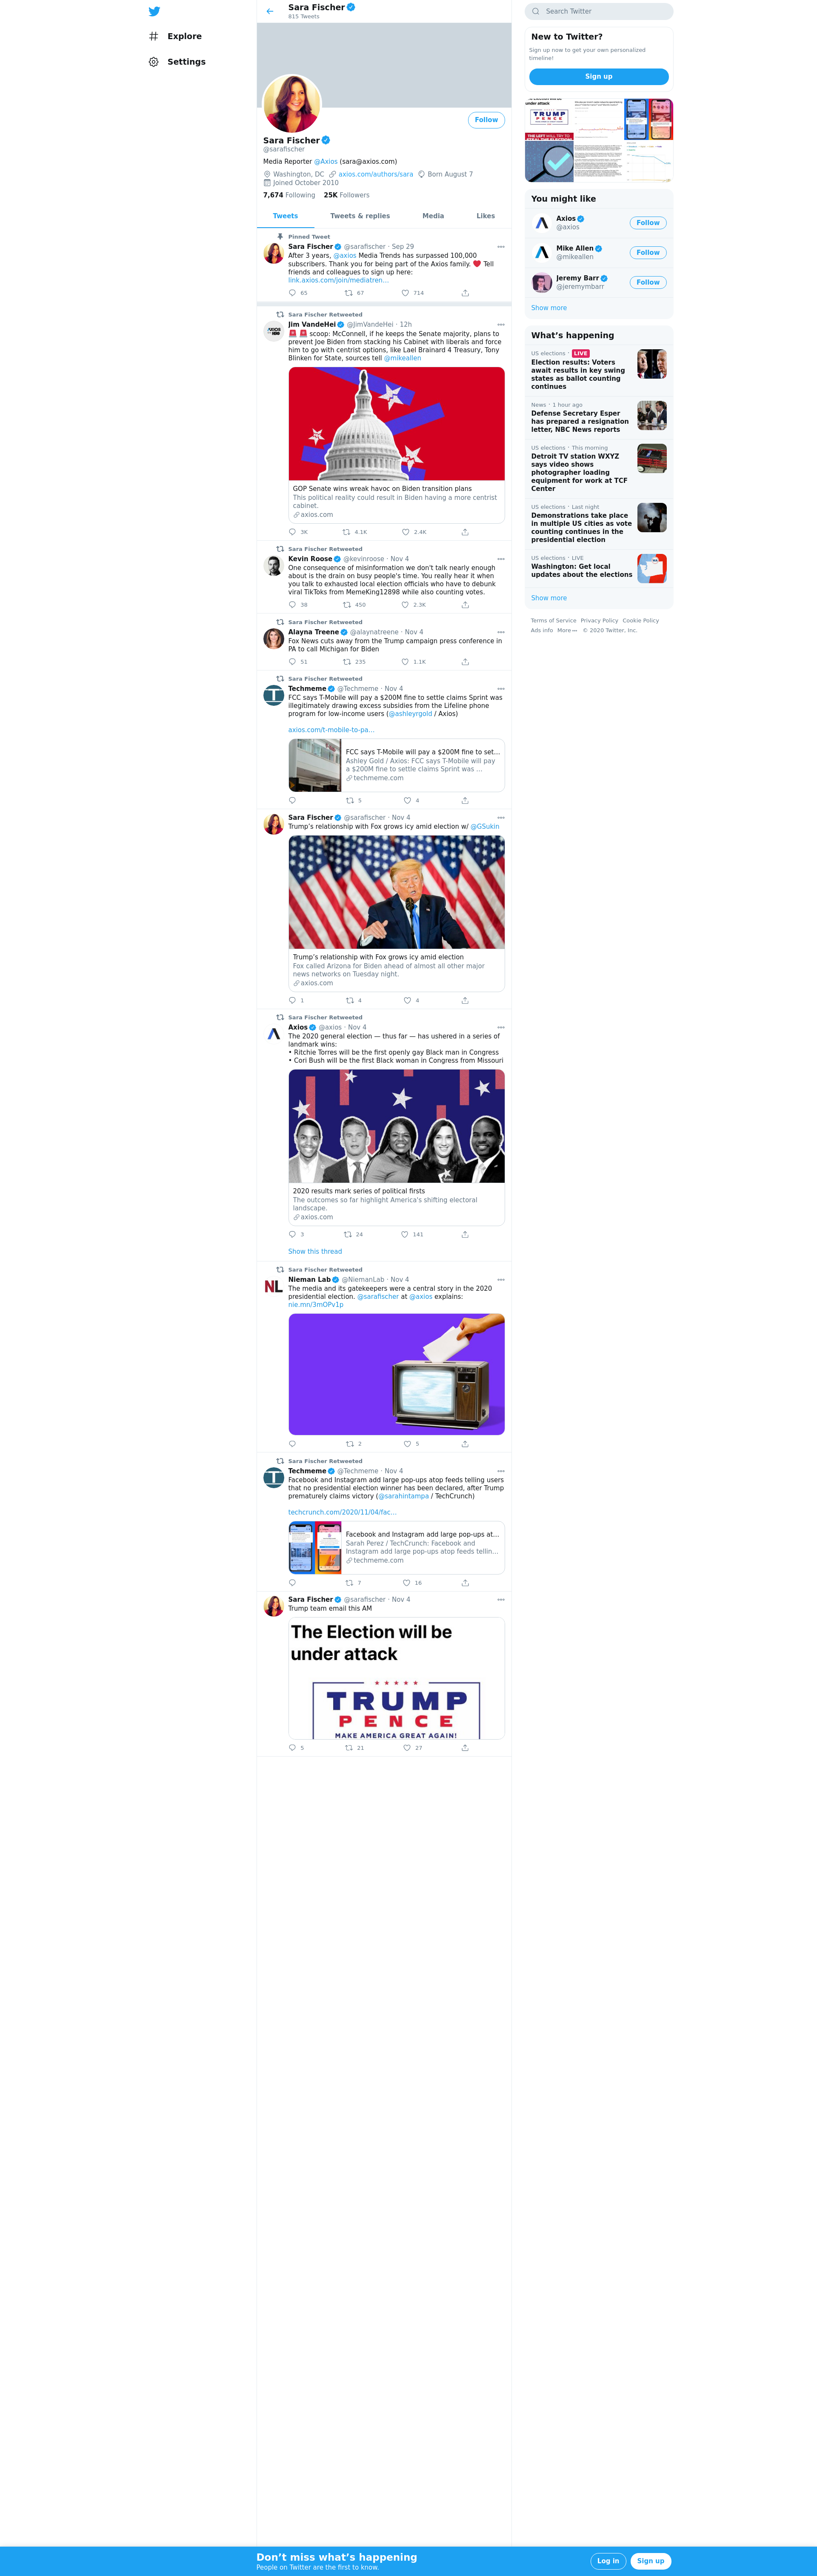 Explore
Settings
Sara Fischer
815 Tweets
Follow
Sara Fischer
@sarafischer
Media Reporter @Axios (sara@axios.com)
Washington, DC axios.com/authors/sara Born August 7
Joined October 2010
7,674 Following 25K Followers
Tweets Tweets & replies Media Likes
Pinned Tweet
Sara Fischer @sarafischer · Sep 29
After 3 years, @axios Media Trends has surpassed 100,000
subscribers. Thank you for being part of the Axios family. ❤️ Tell
friends and colleagues to sign up here:
link.axios.com/join/mediatren…
65 67 714
Sara Fischer Retweeted
Jim VandeHei @JimVandeHei · 12h
🚨 🚨 scoop: McConnell, if he keeps the Senate majority, plans to
prevent Joe Biden from stacking his Cabinet with liberals and force
him to go with centrist options, like Lael Brainard 4 Treasury, Tony
Blinken for State, sources tell @mikeallen
GOP Senate wins wreak havoc on Biden transition plans
This political reality could result in Biden having a more centrist
cabinet.
axios.com
3K 4.1K 2.4K
Sara Fischer Retweeted
Kevin Roose @kevinroose · Nov 4
One consequence of misinformation we don't talk nearly enough
about is the drain on busy people's time. You really hear it when
you talk to exhausted local election officials who have to debunk
viral TikToks from MemeKing12898 while also counting votes.
38 450 2.3K
Sara Fischer Retweeted
Alayna Treene @alaynatreene · Nov 4
Fox News cuts away from the Trump campaign press conference in
PA to call Michigan for Biden
51 235 1.1K
Sara Fischer Retweeted
Techmeme @Techmeme · Nov 4
FCC says T-Mobile will pay a $200M fine to settle claims Sprint was
illegitimately drawing excess subsidies from the Lifeline phone
program for low-income users (@ashleyrgold / Axios)
axios.com/t-mobile-to-pa…
FCC says T-Mobile will pay a $200M fine to set…
Ashley Gold / Axios: FCC says T-Mobile will pay
a $200M fine to settle claims Sprint was …
techmeme.com
5 4
Sara Fischer @sarafischer · Nov 4
Trump's relationship with Fox grows icy amid election w/ @GSukin
Trump's relationship with Fox grows icy amid election
Fox called Arizona for Biden ahead of almost all other major
news networks on Tuesday night.
axios.com
1 4 4
Sara Fischer Retweeted
Axios @axios · Nov 4
The 2020 general election — thus far — has ushered in a series of
landmark wins:
• Ritchie Torres will be the first openly gay Black man in Congress
• Cori Bush will be the first Black woman in Congress from Missouri
2020 results mark series of political firsts
The outcomes so far highlight America's shifting electoral
landscape.
axios.com
3 24 141
Show this thread
Sara Fischer Retweeted
NL
Nieman Lab @NiemanLab · Nov 4
The media and its gatekeepers were a central story in the 2020
presidential election. @sarafischer at @axios explains:
nie.mn/3mOPv1p
2 5
Sara Fischer Retweeted
Techmeme @Techmeme · Nov 4
Facebook and Instagram add large pop-ups atop feeds telling users
that no presidential election winner has been declared, after Trump
prematurely claims victory (@sarahintampa / TechCrunch)
techcrunch.com/2020/11/04/fac…
Facebook and Instagram add large pop-ups at…
Sarah Perez / TechCrunch: Facebook and
Instagram add large pop-ups atop feeds tellin…
techmeme.com
7 16
Sara Fischer @sarafischer · Nov 4
Trump team email this AM
The Election will be
under attack
TRUMP
PENCE
MAKE AMERICA GREAT AGAIN!
5 21 27
Search Twitter
New to Twitter?
Sign up now to get your own personalized
timeline!
Sign up
under attack
TRUMP
PENCE
You might like
Axios
@axios
Follow
Mike Allen
@mikeallen
Follow
Jeremy Barr
@jeremymbarr
Follow
Show more
What's happening
US elections · LIVE
Election results: Voters
await results in key swing
states as ballot counting
continues
News · 1 hour ago
Defense Secretary Esper
has prepared a resignation
letter, NBC News reports
US elections · This morning
Detroit TV station WXYZ
says video shows
photographer loading
equipment for work at TCF
Center
US elections · Last night
Demonstrations take place
in multiple US cities as vote
counting continues in the
presidential election
US elections · LIVE
Washington: Get local
updates about the elections
Show more
Terms of Service Privacy Policy Cookie Policy
Ads info More © 2020 Twitter, Inc.
Don't miss what's happening
People on Twitter are the first to know.
Log in Sign up